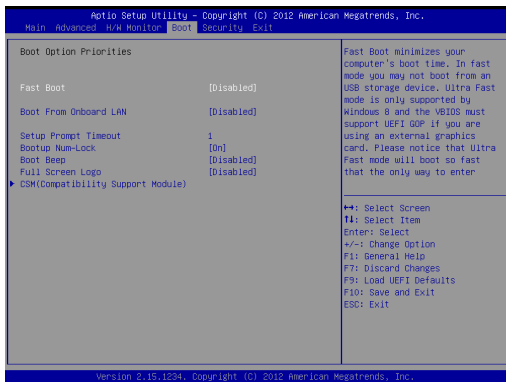 Aptio Setup Utility – Copyright (C) 2012 American Megatrends, Inc.
Main Advanced H/W Monitor Boot Security Exit
Boot Option Priorities
Fast Boot [Disabled]
Boot From Onboard LAN [Disabled]
Setup Prompt Timeout 1
Bootup Num-Lock [On]
Boot Beep [Disabled]
Full Screen Logo [Disabled]
CSM(Compatibility Support Module)
Fast Boot minimizes your
computer's boot time. In fast
mode you may not boot from an
USB storage device. Ultra Fast
mode is only supported by
Windows 8 and the VBIOS must
support UEFI GOP if you are
using an external graphics
card. Please notice that Ultra
Fast mode will boot so fast
that the only way to enter
↔: Select Screen
↑↓: Select Item
Enter: Select
+/-: Change Option
F1: General Help
F7: Discard Changes
F9: Load UEFI Defaults
F10: Save and Exit
ESC: Exit
Version 2.15.1234. Copyright (C) 2012 American Megatrends, Inc.